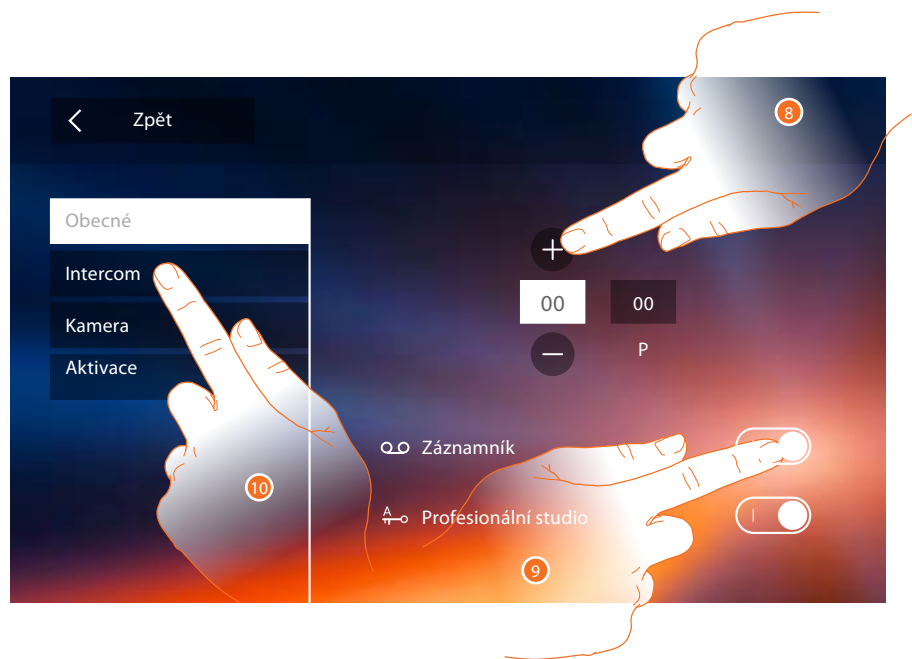 8
Zpět
Obecné
Intercom
Kamera
Aktivace
00 00
P
Záznamník
10
A
Profesionální studio
9